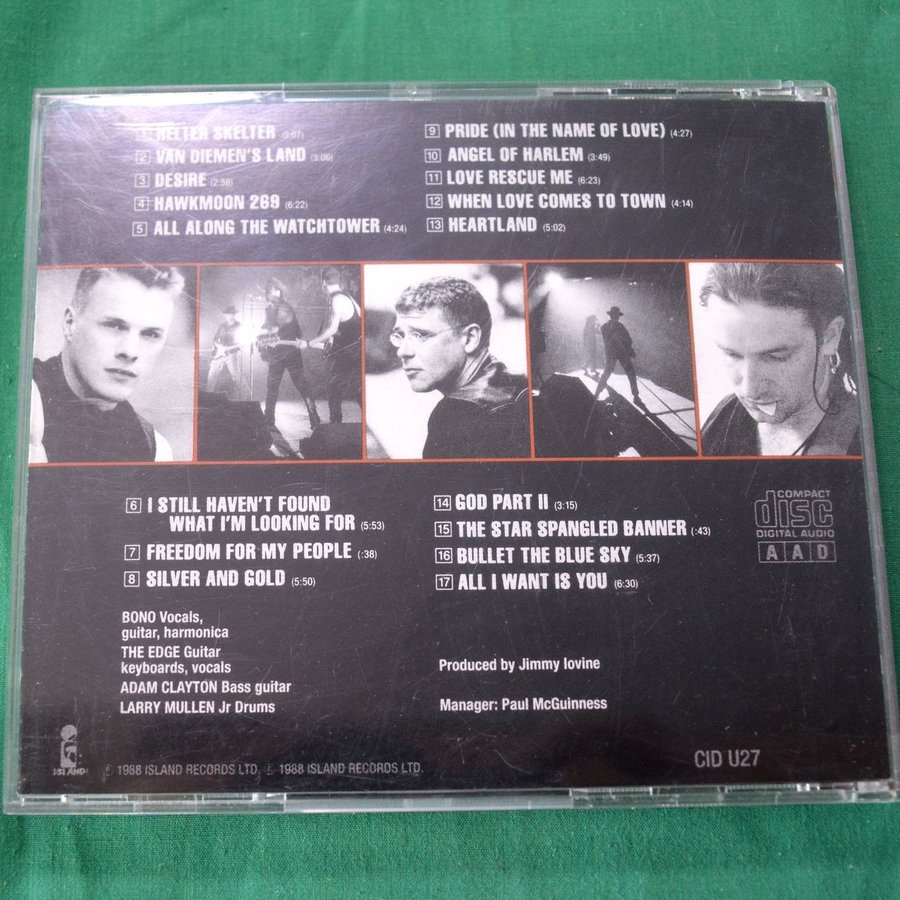 1 HELTER SKELTER (3:07)
2 VAN DIEMEN'S LAND (3:06)
3 DESIRE (2:58)
4 HAWKMOON 269 (6:22)
5 ALL ALONG THE WATCHTOWER (4:24)
9 PRIDE (IN THE NAME OF LOVE) (4:27)
10 ANGEL OF HARLEM (3:49)
11 LOVE RESCUE ME (6:23)
12 WHEN LOVE COMES TO TOWN (4:14)
13 HEARTLAND (5:02)
6 I STILL HAVEN'T FOUND
WHAT I'M LOOKING FOR (5:53)
7 FREEDOM FOR MY PEOPLE (:38)
8 SILVER AND GOLD (5:50)
14 GOD PART II (3:15)
15 THE STAR SPANGLED BANNER (:43)
16 BULLET THE BLUE SKY (5:37)
17 ALL I WANT IS YOU (6:30)
COMPACT
disc
DIGITAL AUDIO
AAD
BONO Vocals,
guitar, harmonica
THE EDGE Guitar
keyboards, vocals
ADAM CLAYTON Bass guitar
LARRY MULLEN Jr Drums
Produced by Jimmy Iovine
Manager: Paul McGuinness
ISLAND
℗ 1988 ISLAND RECORDS LTD. © 1988 ISLAND RECORDS LTD.
CID U27